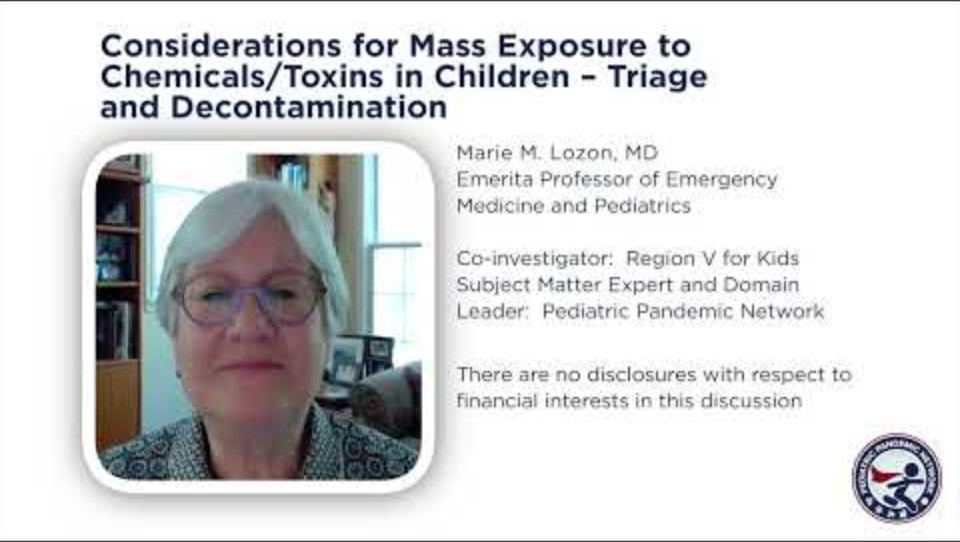 Considerations for Mass Exposure to
Chemicals/Toxins in Children – Triage
and Decontamination
Marie M. Lozon, MD
Emerita Professor of Emergency
Medicine and Pediatrics
Co-investigator: Region V for Kids
Subject Matter Expert and Domain
Leader: Pediatric Pandemic Network
There are no disclosures with respect to
financial interests in this discussion
PEDIATRIC PANDEMIC NETWORK